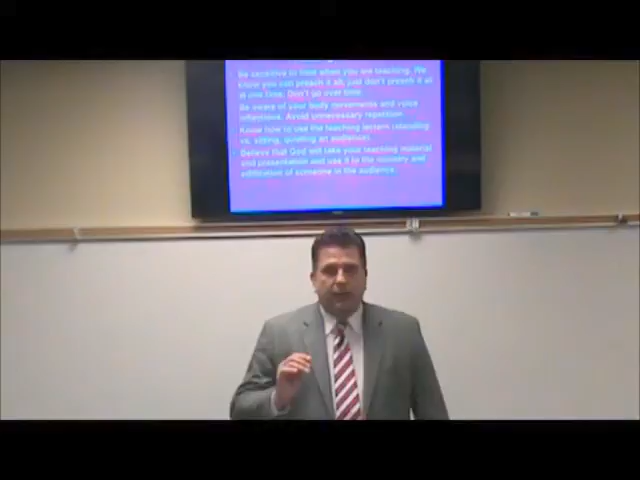 Be sensitive to time when you are teaching. We
know you can preach it all, just don't preach it all
at one time. Don't go over time.
Be aware of your body movements and voice
inflections. Avoid unnecessary repetition.
Know how to use the teaching lectern (standing
vs. sitting, quieting an audience).
Believe that God will take your teaching material
and presentation and use it to the ministry and
edification of someone in the audience.